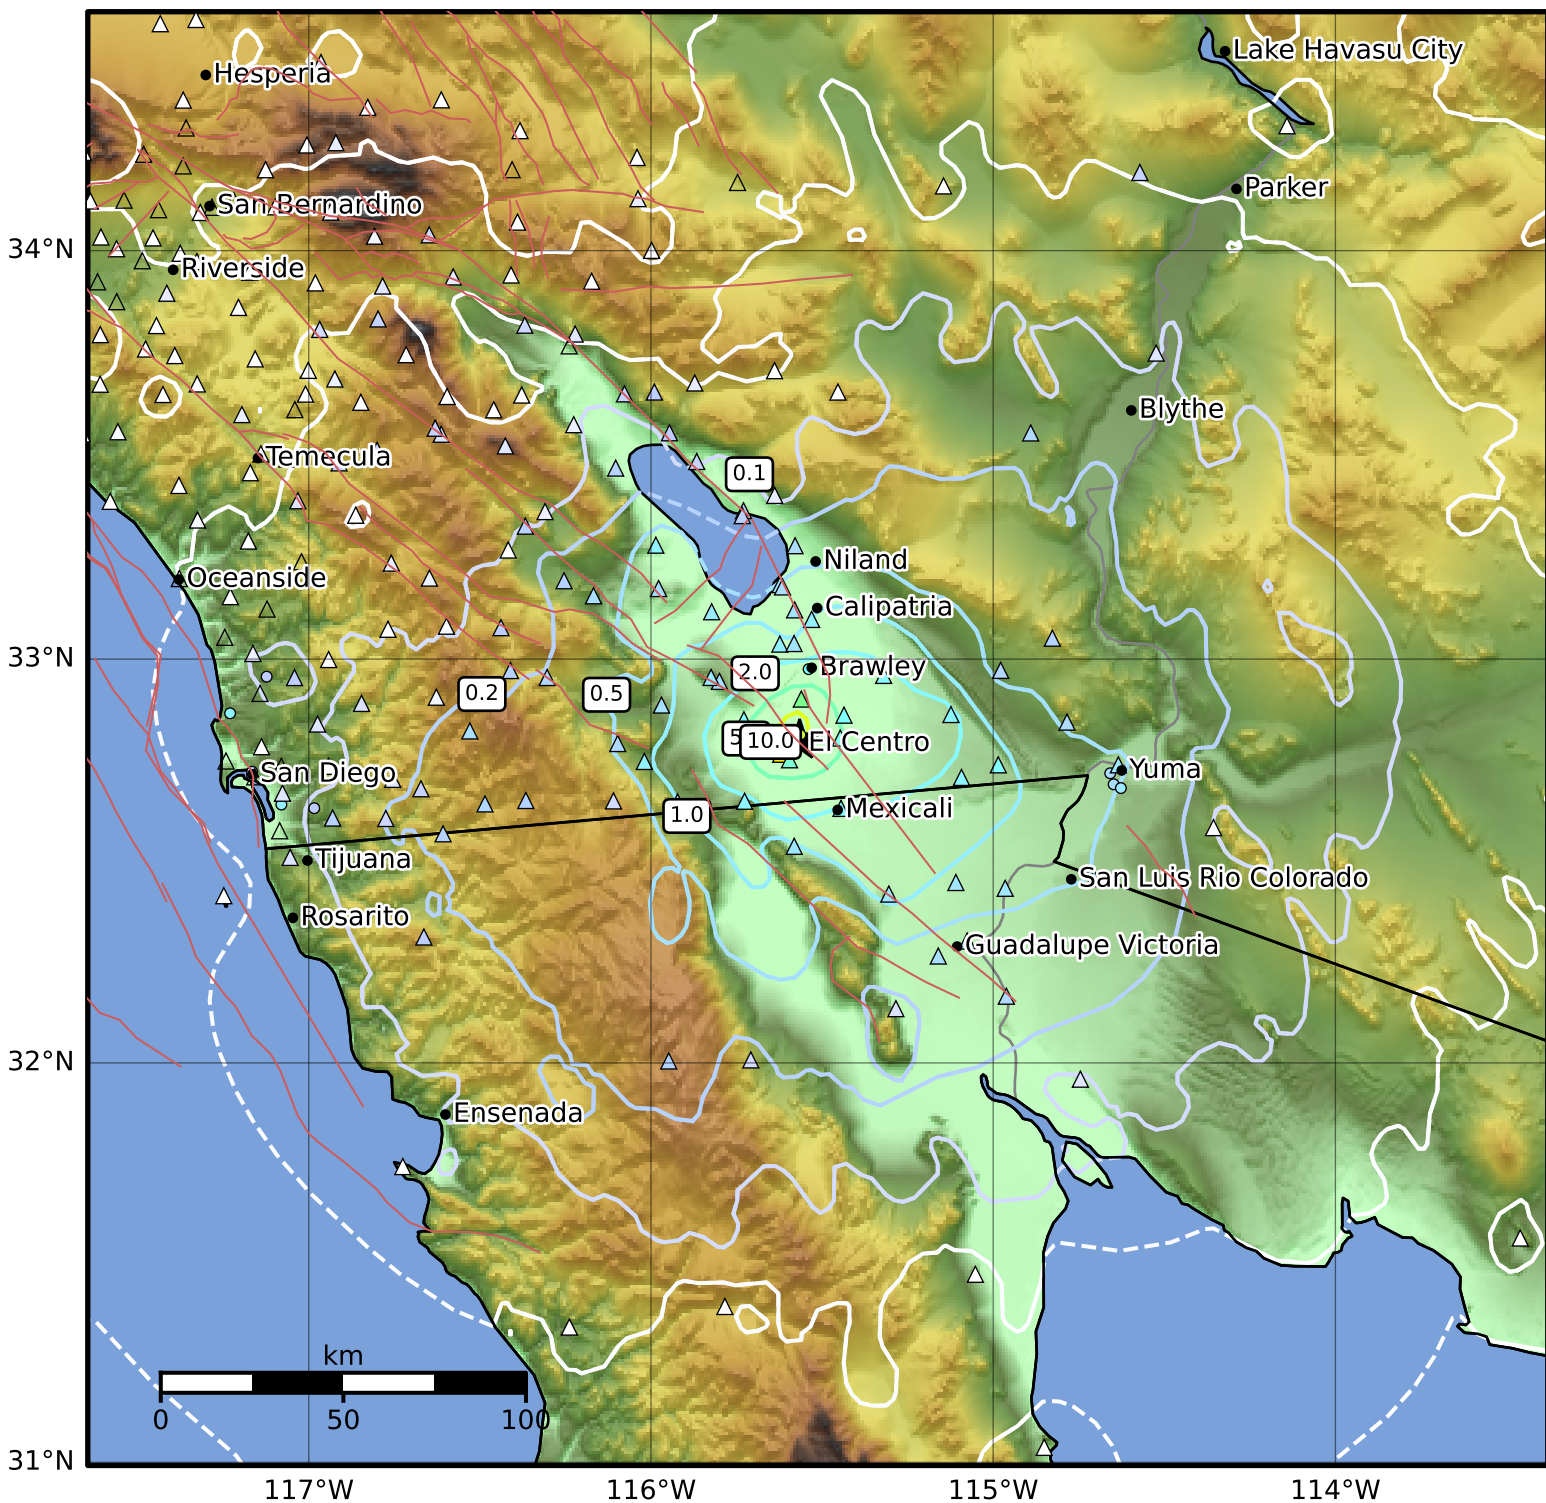 Lake Havasu City
Hesperia
Parker
San Bernardino
34°N
Riverside
Blythe
Temecula
0.1
Niland
Oceanside
Calipatria
33°N
Brawley
2.0
0.2
0.5
5
10.0
El Centro
San Diego
Yuma
Mexicali
1.0
Tijuana
San Luis Rio Colorado
Rosarito
Guadalupe Victoria
32°N
Ensenada
km
0 50 100
31°N
117°W 116°W 115°W 114°W